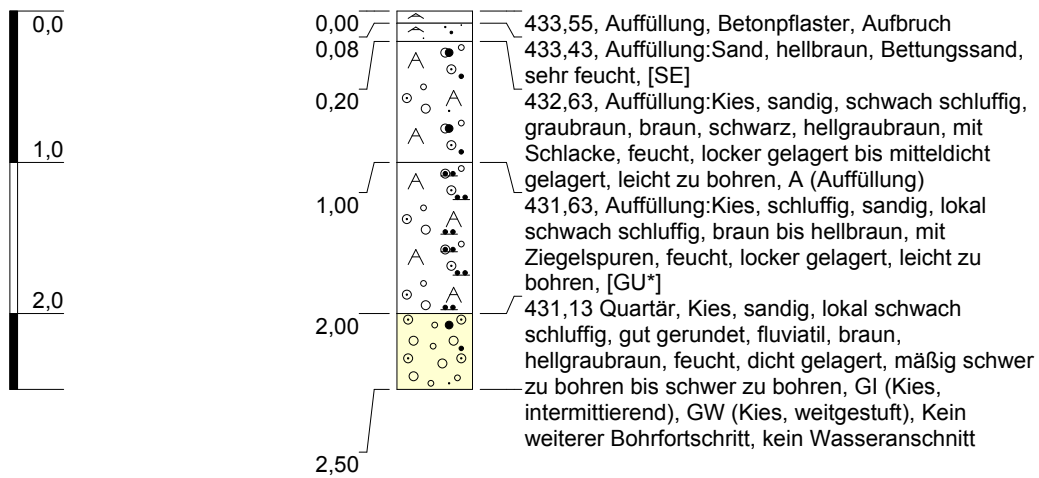 0,0
1,0
2,0
0,00
0,08
0,20
1,00
2,00
2,50
433,55, Auffüllung, Betonpflaster, Aufbruch
433,43, Auffüllung:Sand, hellbraun, Bettungssand,
sehr feucht, [SE]
432,63, Auffüllung:Kies, sandig, schwach schluffig,
graubraun, braun, schwarz, hellgraubraun, mit
Schlacke, feucht, locker gelagert bis mitteldicht
gelagert, leicht zu bohren, A (Auffüllung)
431,63, Auffüllung:Kies, schluffig, sandig, lokal
schwach schluffig, braun bis hellbraun, mit
Ziegelspuren, feucht, locker gelagert, leicht zu
bohren, [GU*]
431,13 Quartär, Kies, sandig, lokal schwach
schluffig, gut gerundet, fluviatil, braun,
hellgraubraun, feucht, dicht gelagert, mäßig schwer
zu bohren bis schwer zu bohren, GI (Kies,
intermittierend), GW (Kies, weitgestuft), Kein
weiterer Bohrfortschritt, kein Wasseranschnitt